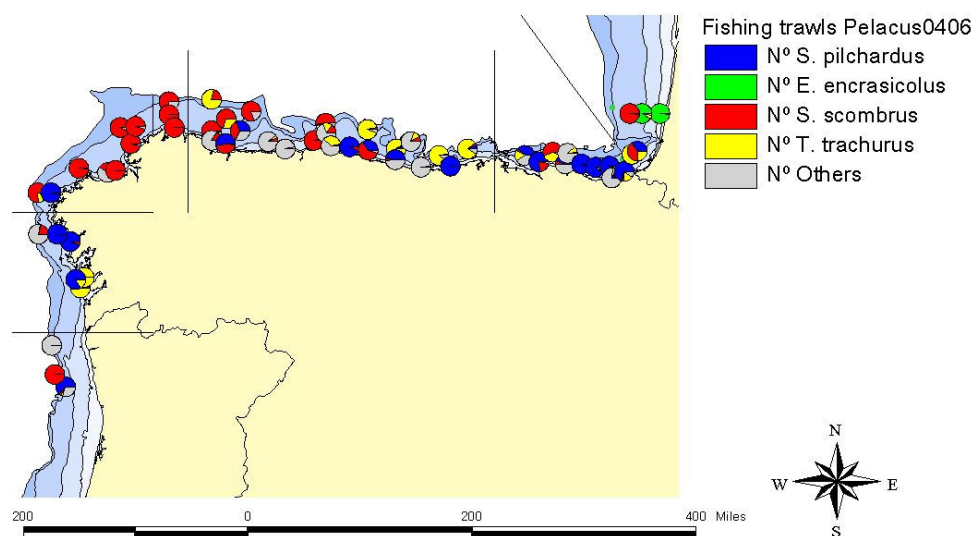 Fishing trawls Pelacus0406
Nº S. pilchardus
Nº E. encrasicolus
Nº S. scombrus
Nº T. trachurus
Nº Others
N
W E
S
200 0 200 400 Miles